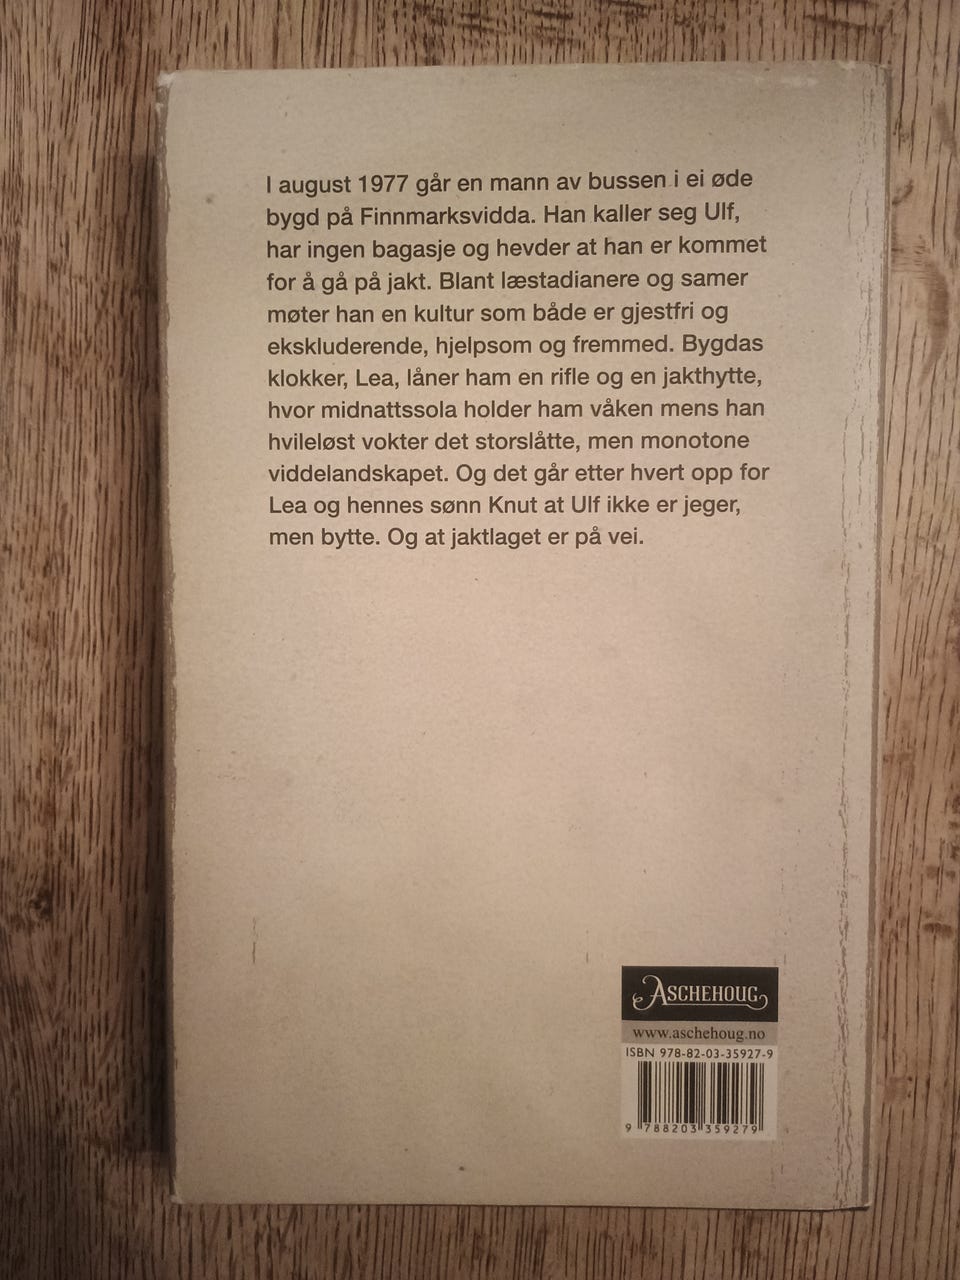 I august 1977 går en mann av bussen i ei øde
bygd på Finnmarksvidda. Han kaller seg Ulf,
har ingen bagasje og hevder at han er kommet
for å gå på jakt. Blant læstadianere og samer
møter han en kultur som både er gjestfri og
ekskluderende, hjelpsom og fremmed. Bygdas
klokker, Lea, låner ham en rifle og en jakthytte,
hvor midnattssola holder ham våken mens han
hvileløst vokter det storslåtte, men monotone
viddelandskapet. Og det går etter hvert opp for
Lea og hennes sønn Knut at Ulf ikke er jeger,
men bytte. Og at jaktlaget er på vei.
ASCHEHOUG
www.aschehoug.no
ISBN 978-82-03-35927-9
9 788203 359279